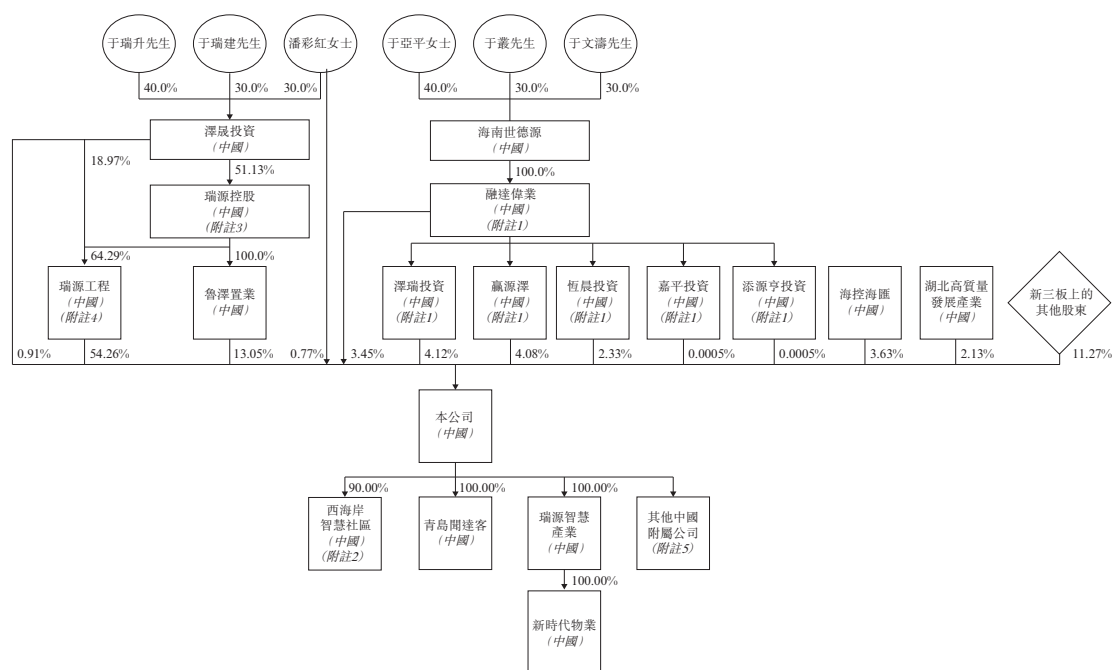 于瑞升先生
于瑞建先生
潘彩紅女士
于亞平女士
于叢先生
于文濤先生
40.0%
30.0%
30.0%
40.0%
30.0%
30.0%
澤晟投資
(中國)
海南世德源
(中國)
18.97%
51.13%
100.0%
瑞源控股
(中國)
(附註3)
融達偉業
(中國)
(附註1)
64.29%
100.0%
瑞源工程
(中國)
(附註4)
魯澤置業
(中國)
澤瑞投資
(中國)
(附註1)
贏源澤
(中國)
(附註1)
恆晨投資
(中國)
(附註1)
嘉平投資
(中國)
(附註1)
添源亨投資
(中國)
(附註1)
海控海匯
(中國)
湖北高質量
發展產業
(中國)
新三板上的
其他股東
0.91%
54.26%
13.05%
0.77%
3.45%
4.12%
4.08%
2.33%
0.0005%
0.0005%
3.63%
2.13%
11.27%
本公司
(中國)
90.00%
100.00%
100.00%
西海岸
智慧社區
(中國)
(附註2)
青島聞達客
(中國)
瑞源智慧
產業
(中國)
其他中國
附屬公司
(附註5)
100.00%
新時代物業
(中國)